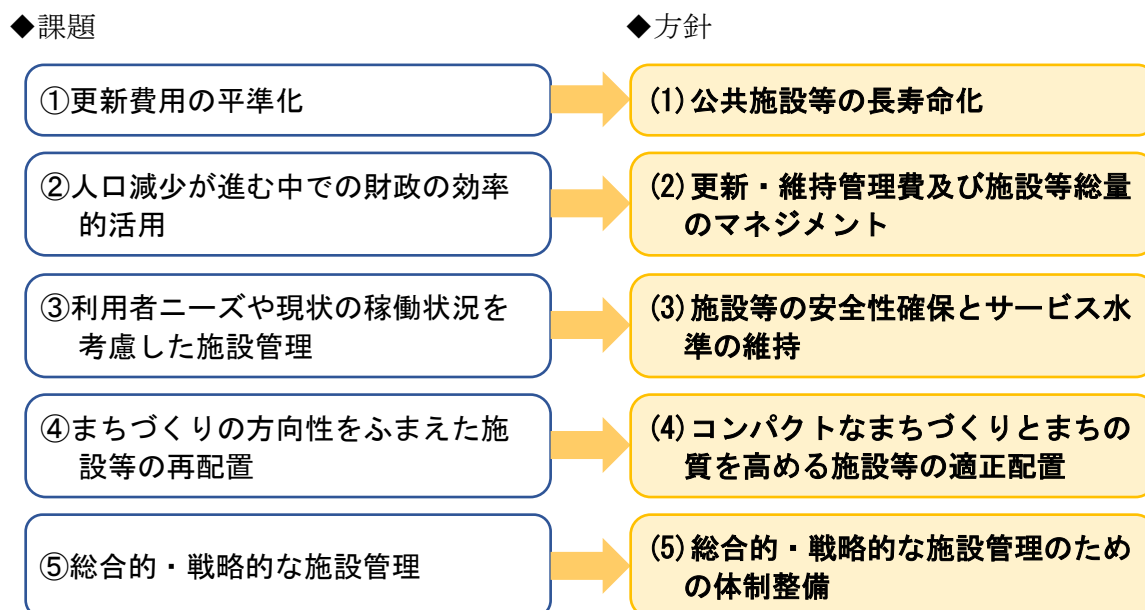 ◆課題
◆方針
①更新費用の平準化
(1)公共施設等の長寿命化
②人口減少が進む中での財政の効率
的活用
(2)更新・維持管理費及び施設等総量
のマネジメント
③利用者ニーズや現状の稼働状況を
考慮した施設管理
(3)施設等の安全性確保とサービス水
準の維持
④まちづくりの方向性をふまえた施
設等の再配置
(4)コンパクトなまちづくりとまちの
質を高める施設等の適正配置
⑤総合的・戦略的な施設管理
(5)総合的・戦略的な施設管理のため
の体制整備